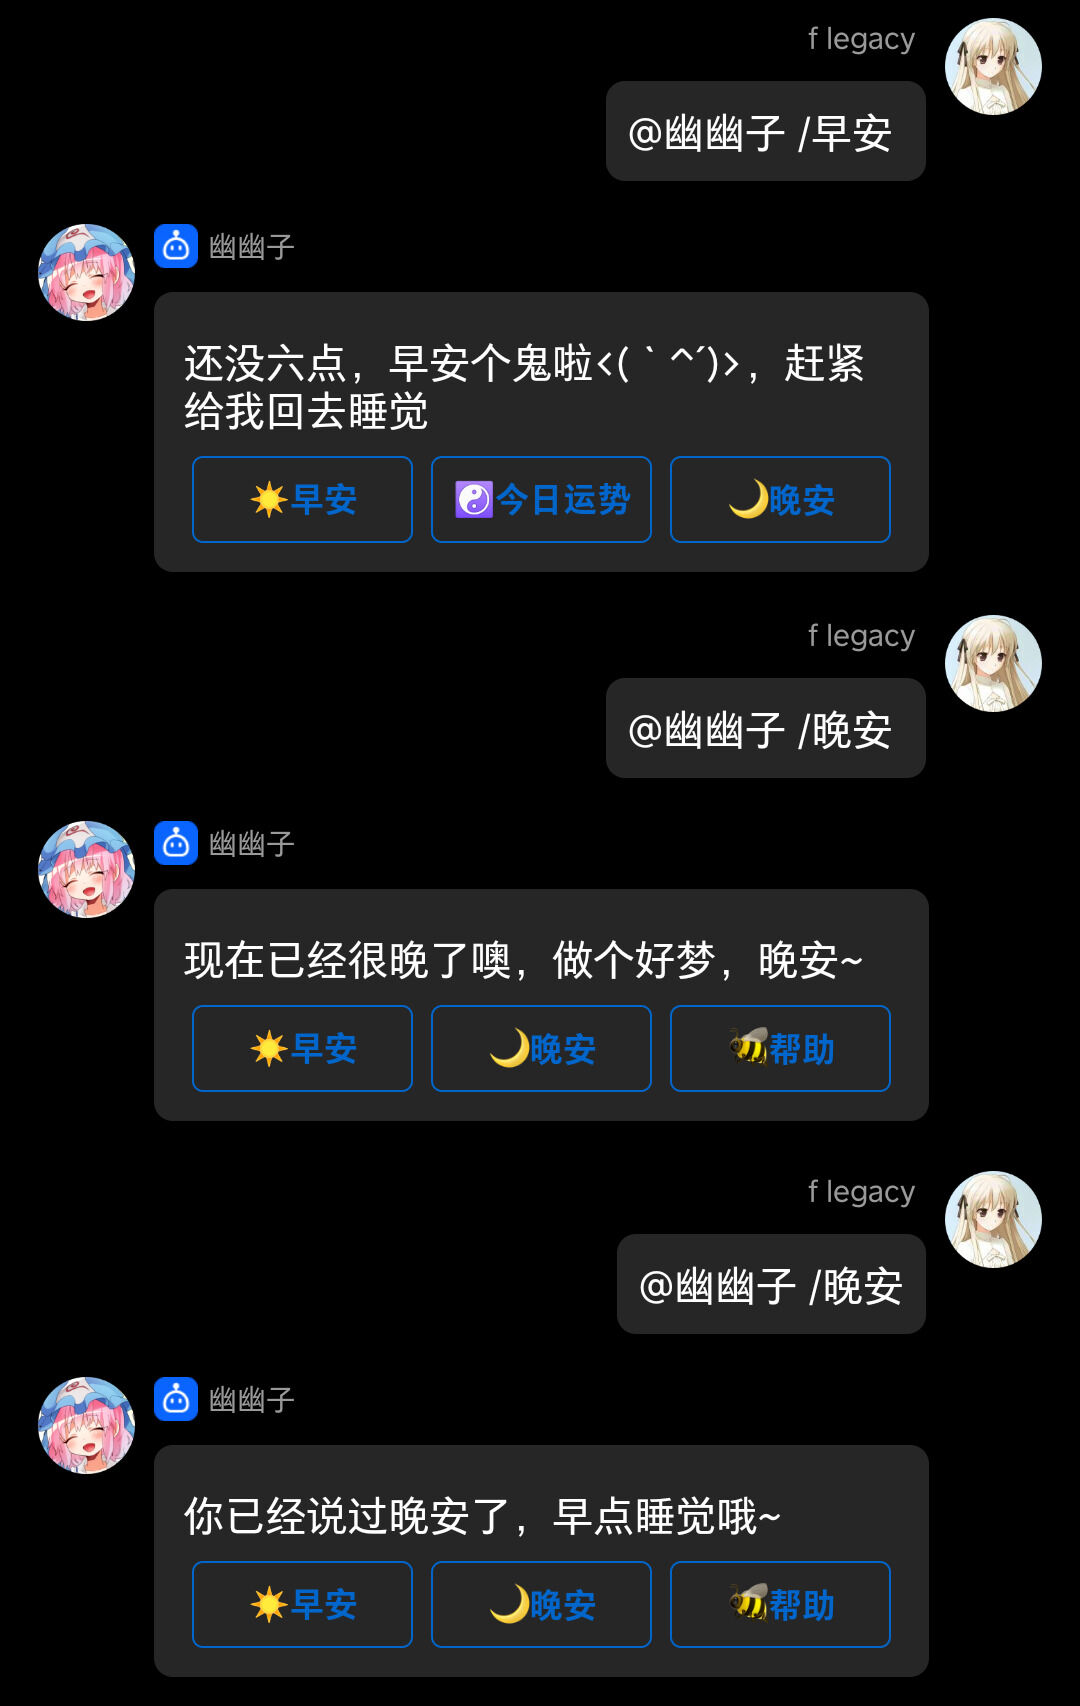 f legacy
@幽幽子 /早安
幽幽子
还没六点，早安个鬼啦<(｀^´)>，赶紧
给我回去睡觉
☀️早安 ☯️今日运势 🌙晚安
f legacy
@幽幽子 /晚安
幽幽子
现在已经很晚了噢，做个好梦，晚安~
☀️早安 🌙晚安 🐝帮助
f legacy
@幽幽子 /晚安
幽幽子
你已经说过晚安了，早点睡觉哦~
☀️早安 🌙晚安 🐝帮助